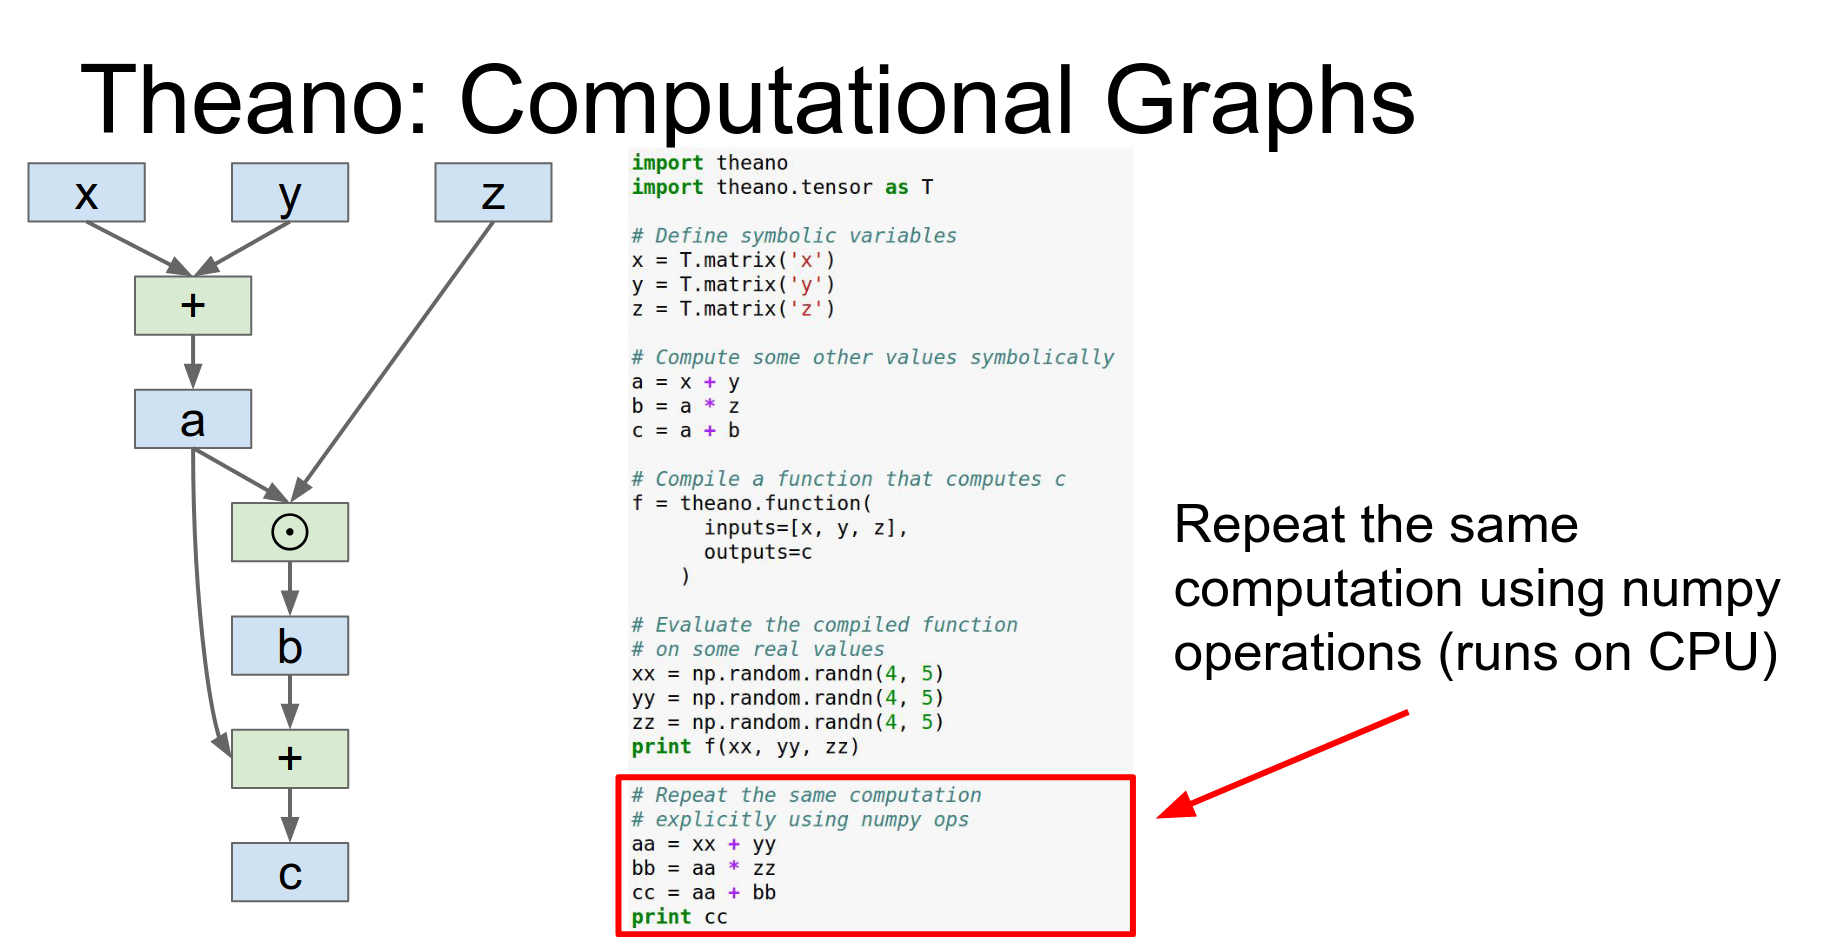 Theano: Computational Graphs
x
y
z
+
a
⊙
b
+
c
import theano
import theano.tensor as T
# Define symbolic variables
x = T.matrix('x')
y = T.matrix('y')
z = T.matrix('z')
# Compute some other values symbolically
a = x + y
b = a * z
c = a + b
# Compile a function that computes c
f = theano.function(
      inputs=[x, y, z],
      outputs=c
    )
# Evaluate the compiled function
# on some real values
xx = np.random.randn(4, 5)
yy = np.random.randn(4, 5)
zz = np.random.randn(4, 5)
print f(xx, yy, zz)
# Repeat the same computation
# explicitly using numpy ops
aa = xx + yy
bb = aa * zz
cc = aa + bb
print cc
Repeat the same
computation using numpy
operations (runs on CPU)